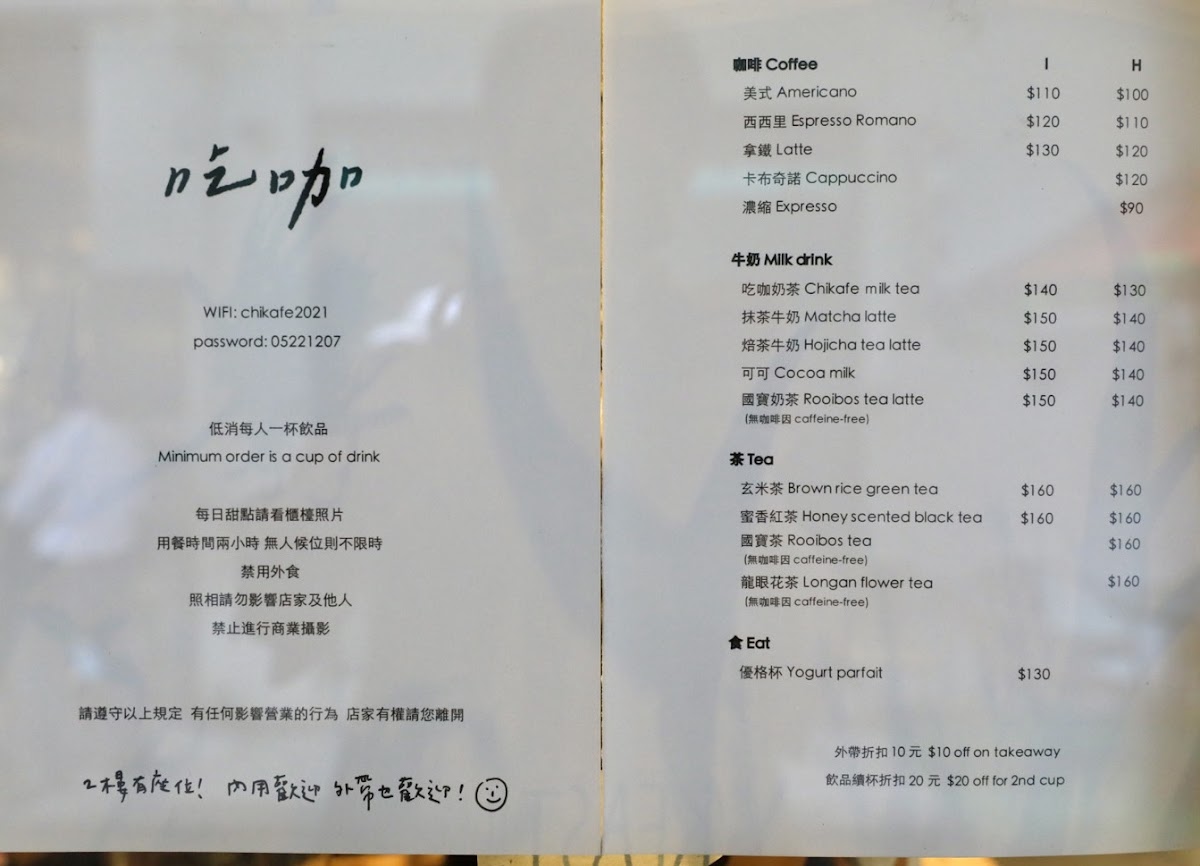 吃咖
WIFI: chikafe2021
password: 05221207
低消每人一杯飲品
Minimum order is a cup of drink
每日甜點請看櫃檯照片
用餐時間兩小時 無人候位則不限時
禁用外食
照相請勿影響店家及他人
禁止進行商業攝影
請遵守以上規定 有任何影響營業的行為 店家有權請您離開
2樓有座位! 內用歡迎 外帶也歡迎!
咖啡 Coffee I H
美式 Americano $110 $100
西西里 Espresso Romano $120 $110
拿鐵 Latte $130 $120
卡布奇諾 Cappuccino $120
濃縮 Expresso $90
牛奶 Milk drink
吃咖奶茶 Chikafe milk tea $140 $130
抹茶牛奶 Matcha latte $150 $140
焙茶牛奶 Hojicha tea latte $150 $140
可可 Cocoa milk $150 $140
國寶奶茶 Rooibos tea latte $150 $140
(無咖啡因 caffeine-free)
茶 Tea
玄米茶 Brown rice green tea $160 $160
蜜香紅茶 Honey scented black tea $160 $160
國寶茶 Rooibos tea $160
(無咖啡因 caffeine-free)
龍眼花茶 Longan flower tea $160
(無咖啡因 caffeine-free)
食 Eat
優格杯 Yogurt parfait $130
外帶折扣 10 元 $10 off on takeaway
飲品續杯折扣 20 元 $20 off for 2nd cup